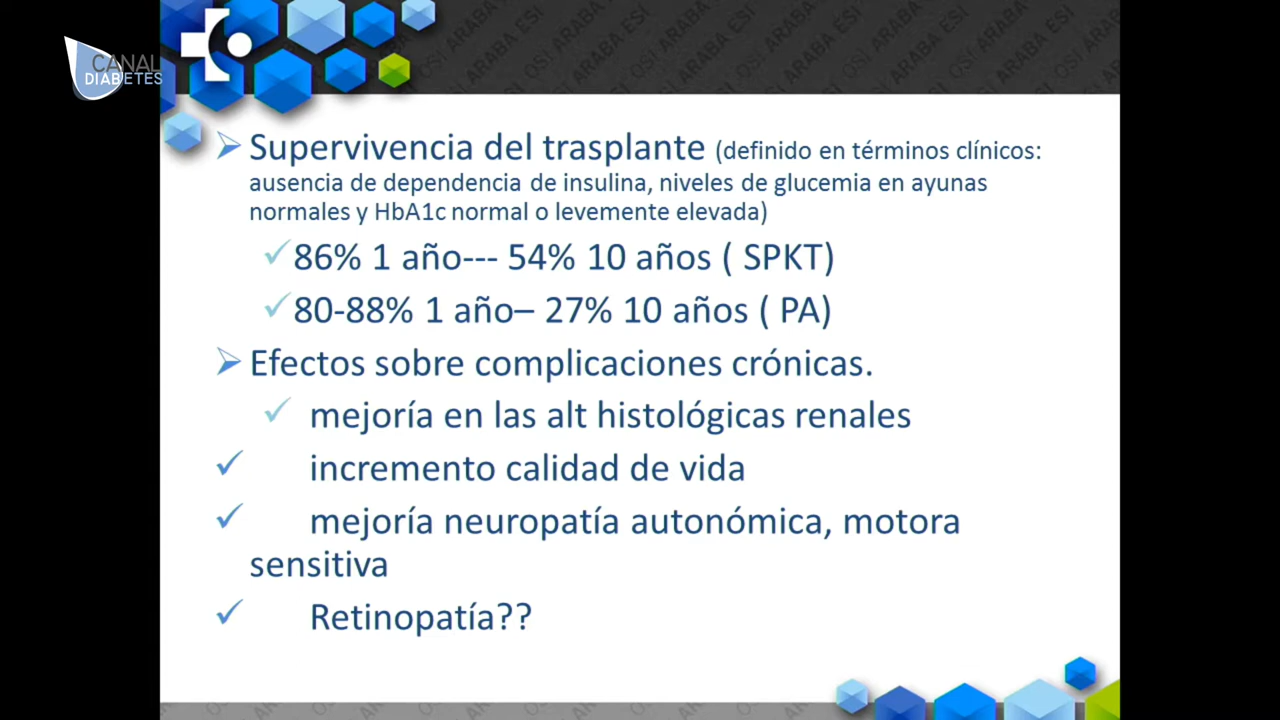 CANAL
DIABETES
OSI ARABA ESI
➢ Supervivencia del trasplante (definido en términos clínicos:
ausencia de dependencia de insulina, niveles de glucemia en ayunas
normales y HbA1c normal o levemente elevada)
✓ 86% 1 año--- 54% 10 años ( SPKT)
✓ 80-88% 1 año– 27% 10 años ( PA)
➢ Efectos sobre complicaciones crónicas.
✓ mejoría en las alt histológicas renales
✓ incremento calidad de vida
✓ mejoría neuropatía autonómica, motora
sensitiva
✓ Retinopatía??